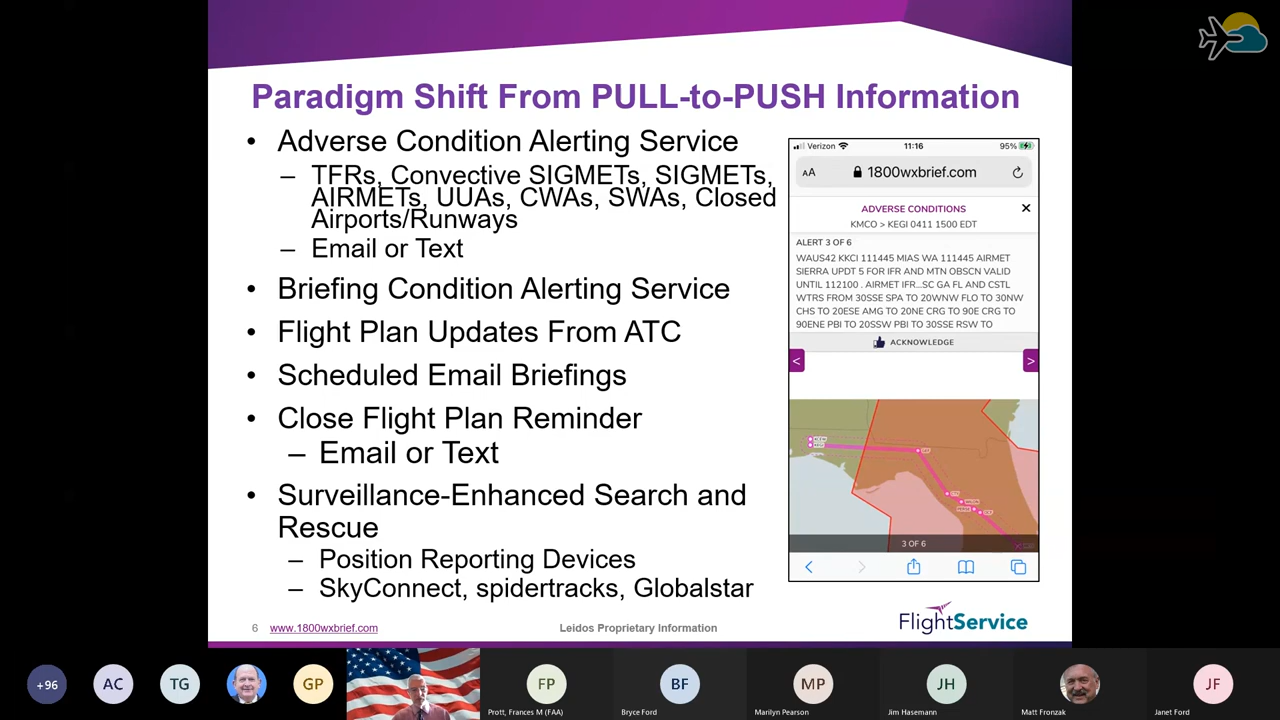 Paradigm Shift From PULL-to-PUSH Information
• Adverse Condition Alerting Service
– TFRs, Convective SIGMETs, SIGMETs,
AIRMETs, UUAs, CWAs, SWAs, Closed
Airports/Runways
– Email or Text
• Briefing Condition Alerting Service
• Flight Plan Updates From ATC
• Scheduled Email Briefings
• Close Flight Plan Reminder
– Email or Text
• Surveillance-Enhanced Search and
Rescue
– Position Reporting Devices
– SkyConnect, spidertracks, Globalstar
Verizon 11:16 95%
AA 1800wxbrief.com
ADVERSE CONDITIONS ×
KMCO > KEGI 0411 1500 EDT
ALERT 3 OF 6
WAUS42 KKCI 111445 MIAS WA 111445 AIRMET
SIERRA UPDT 5 FOR IFR AND MTN OBSCN VALID
UNTIL 112100 . AIRMET IFR...SC GA FL AND CSTL
WTRS FROM 30SSE SPA TO 20WNW FLO TO 30NW
CHS TO 20ESE AMG TO 20NE CRG TO 90E CRG TO
90ENE PBI TO 20SSW PBI TO 30SSE RSW TO
ACKNOWLEDGE
< >
3 OF 6
6 www.1800wxbrief.com Leidos Proprietary Information FlightService
+96 AC TG GP FP BF MP JH JF
Prott, Frances M (FAA) Bryce Ford Marilyn Pearson Jim Hasemann Matt Fronzak Janet Ford